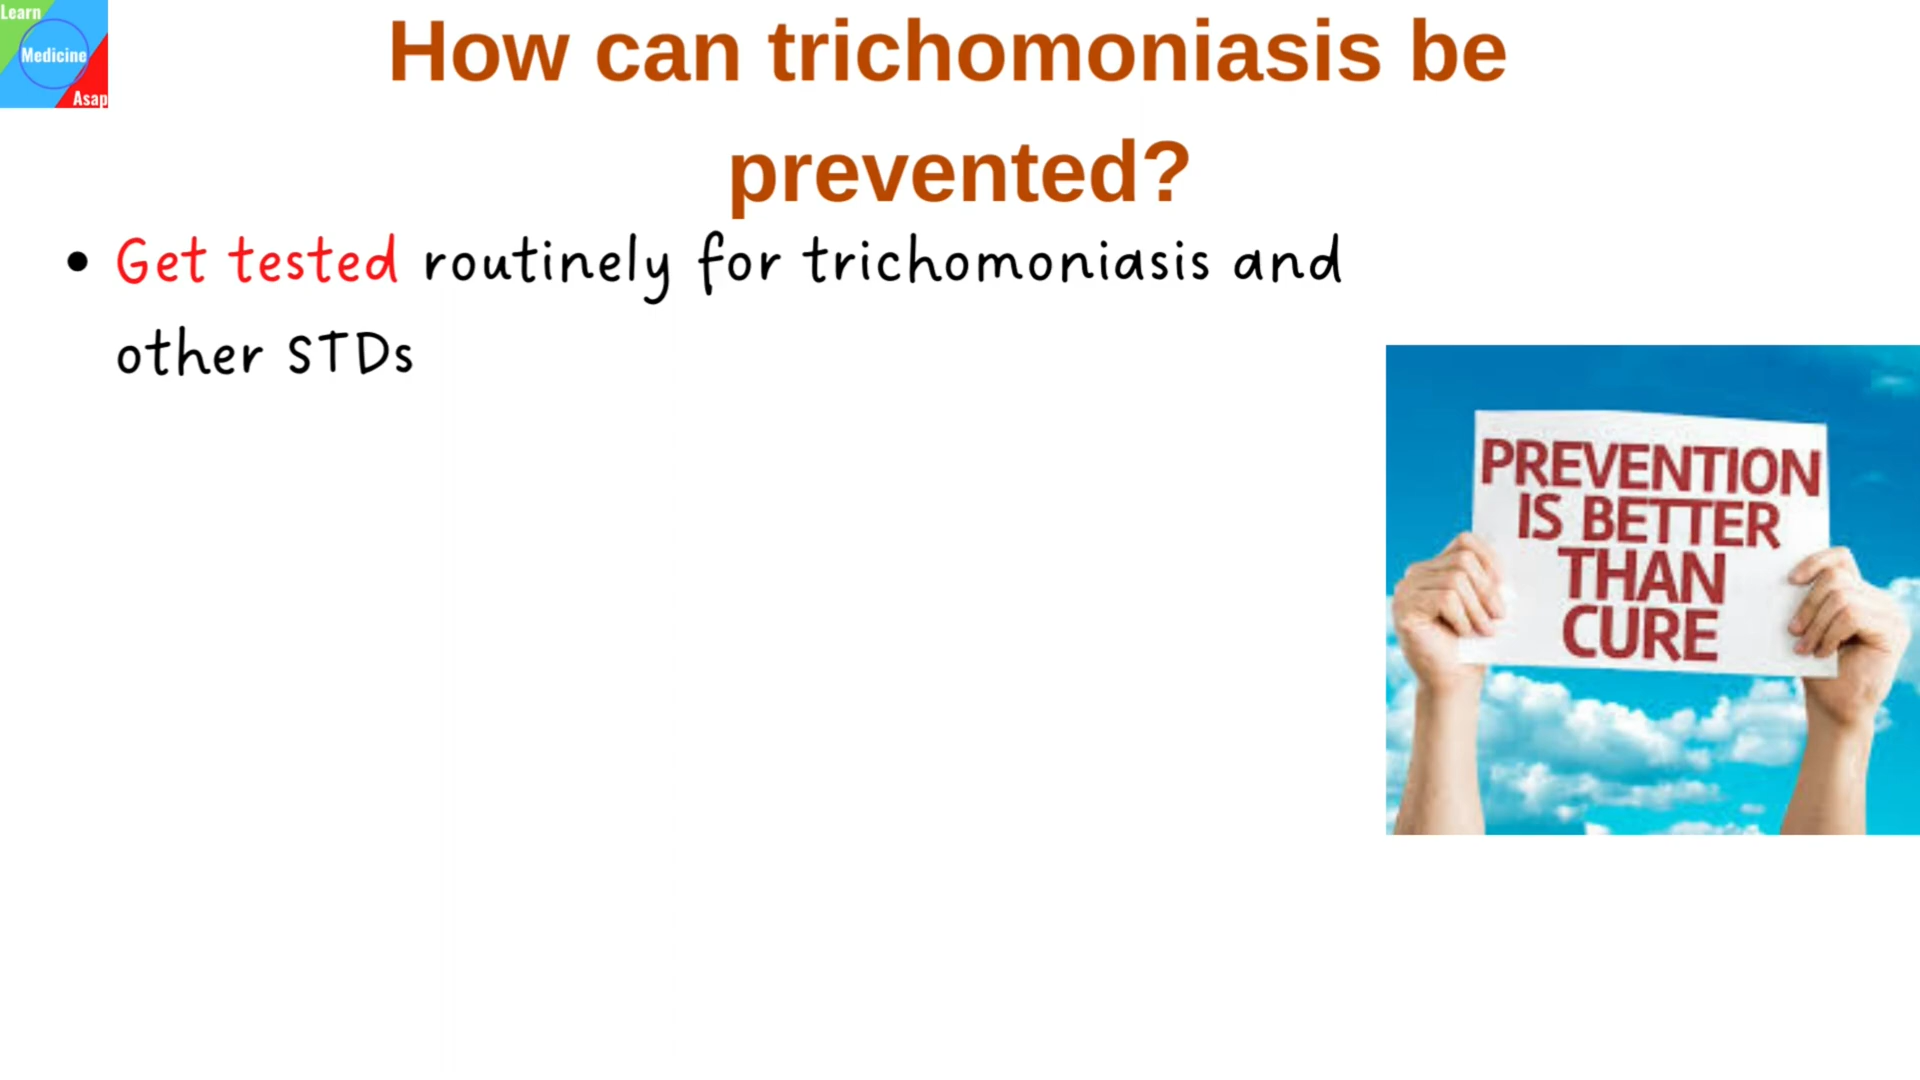 Learn
Medicine
Asap
How can trichomoniasis be
prevented?
• Get tested routinely for trichomoniasis and
other STDs
PREVENTION
IS BETTER
THAN
CURE